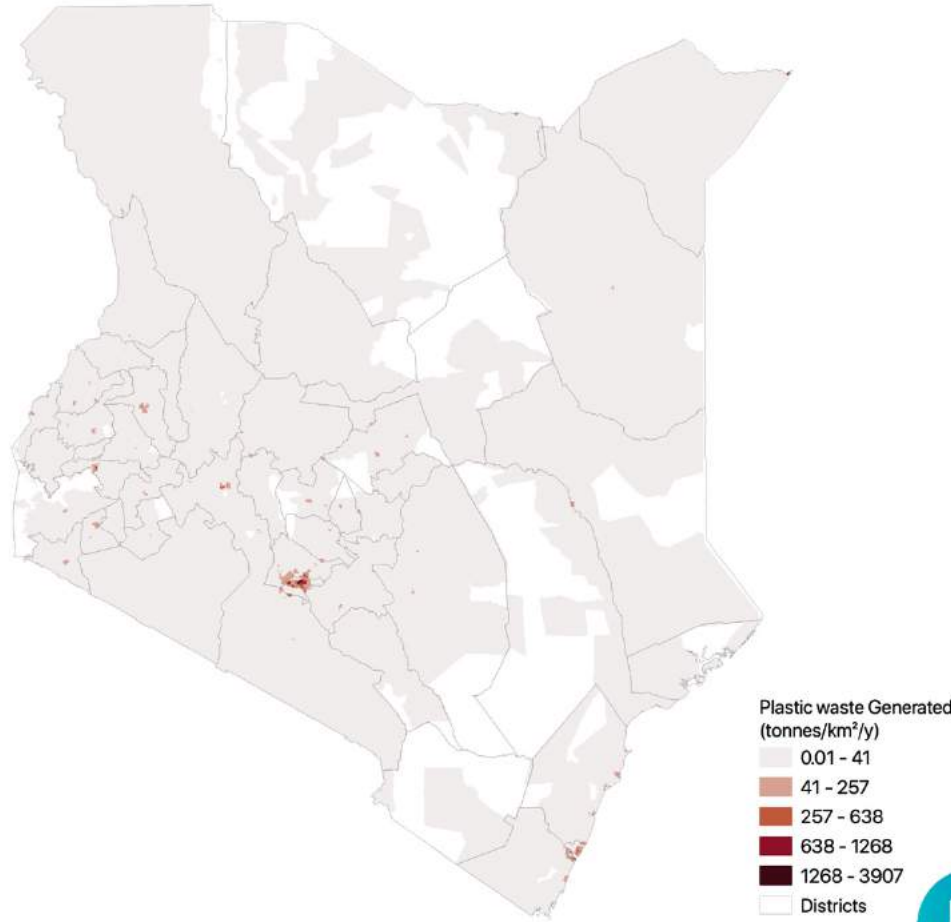 Plastic waste Generated
(tonnes/km²/y)
0.01 - 41
41 - 257
257 - 638
638 - 1268
1268 - 3907
Districts